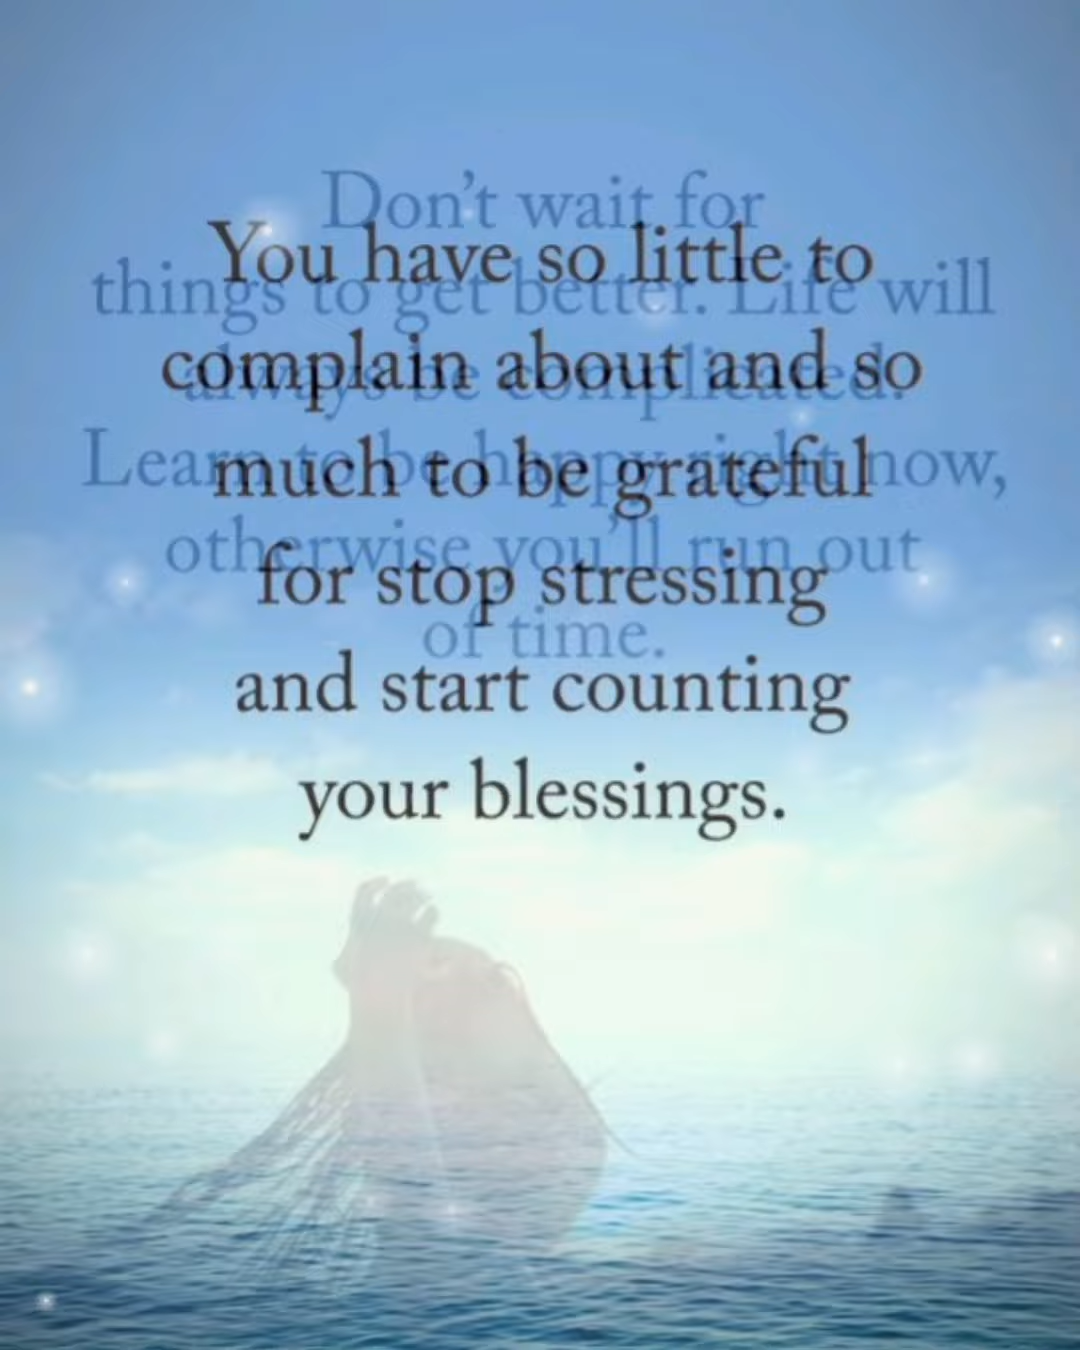 You have so little to
complain about and so
much to be grateful
for stop stressing
and start counting
your blessings.
Don't wait for
things to get better. Life will
always be complicated.
Learn to be happy right now,
otherwise you'll run out
of time.